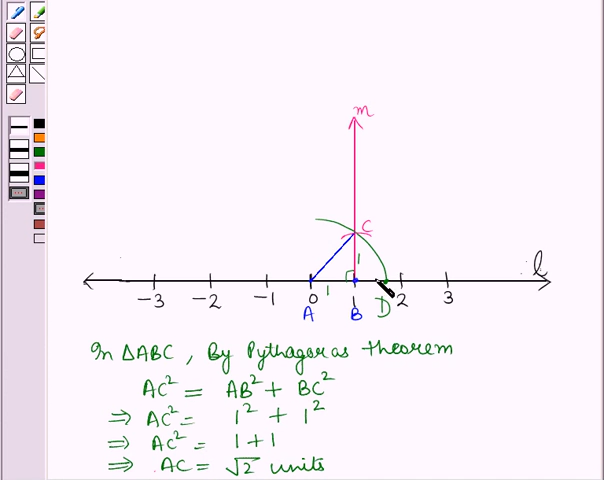 m
C
1
l
-3 -2 -1 0 1 1 2 3
A B D
In ΔABC, By Pythagoras theorem
AC² = AB² + BC²
⇒ AC² = 1² + 1²
⇒ AC² = 1 + 1
⇒ AC = √2 units